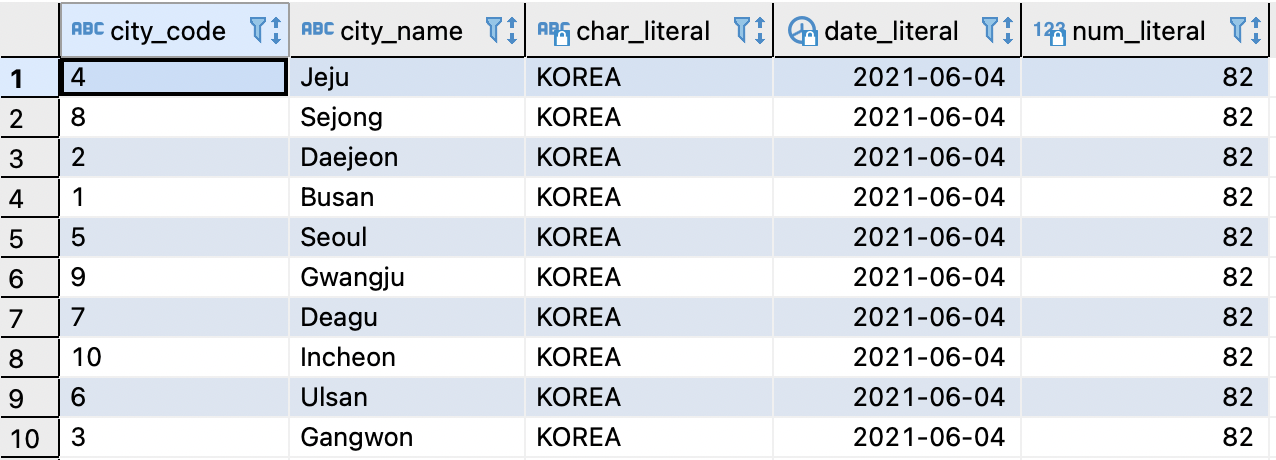 ABC city_code ABC city_name ABC char_literal date_literal 123 num_literal
1 4 Jeju KOREA 2021-06-04 82
2 8 Sejong KOREA 2021-06-04 82
3 2 Daejeon KOREA 2021-06-04 82
4 1 Busan KOREA 2021-06-04 82
5 5 Seoul KOREA 2021-06-04 82
6 9 Gwangju KOREA 2021-06-04 82
7 7 Deagu KOREA 2021-06-04 82
8 10 Incheon KOREA 2021-06-04 82
9 6 Ulsan KOREA 2021-06-04 82
10 3 Gangwon KOREA 2021-06-04 82